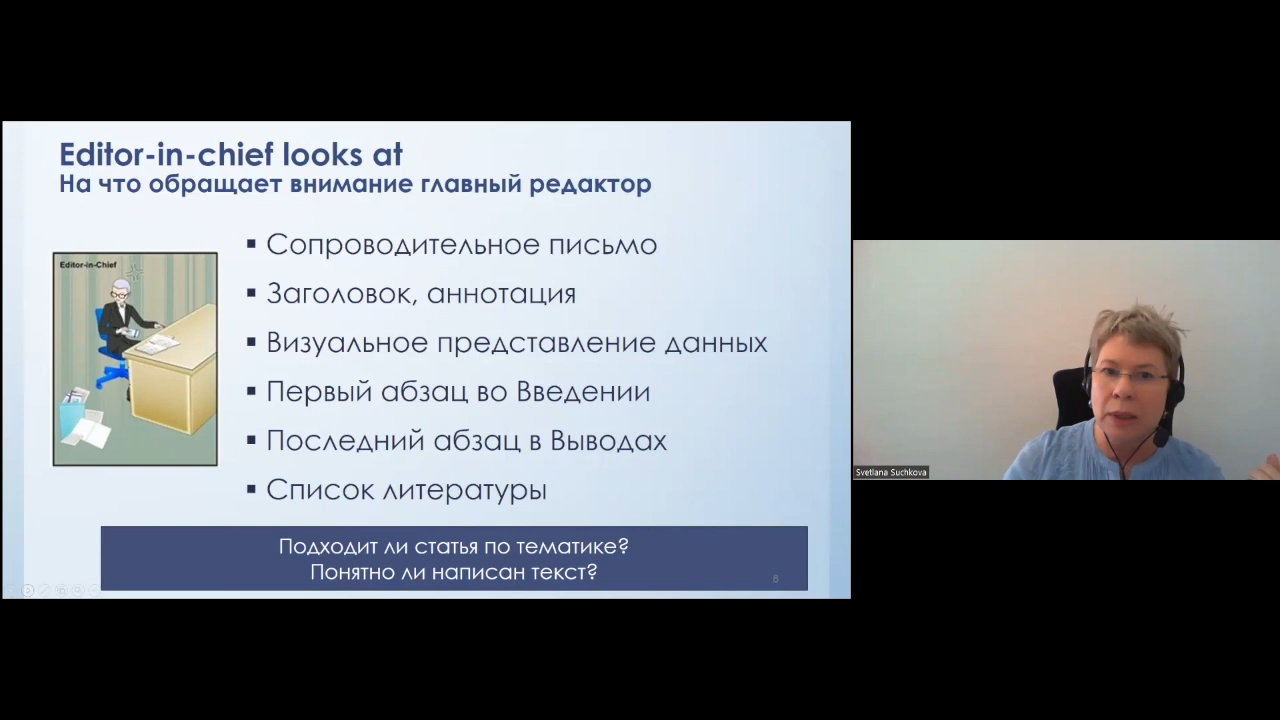 Editor-in-chief looks at
На что обращает внимание главный редактор
Editor-in-Chief
▪ Сопроводительное письмо
▪ Заголовок, аннотация
▪ Визуальное представление данных
▪ Первый абзац во Введении
▪ Последний абзац в Выводах
▪ Список литературы
Подходит ли статья по тематике?
Понятно ли написан текст?
8
Svetlana Suchkova